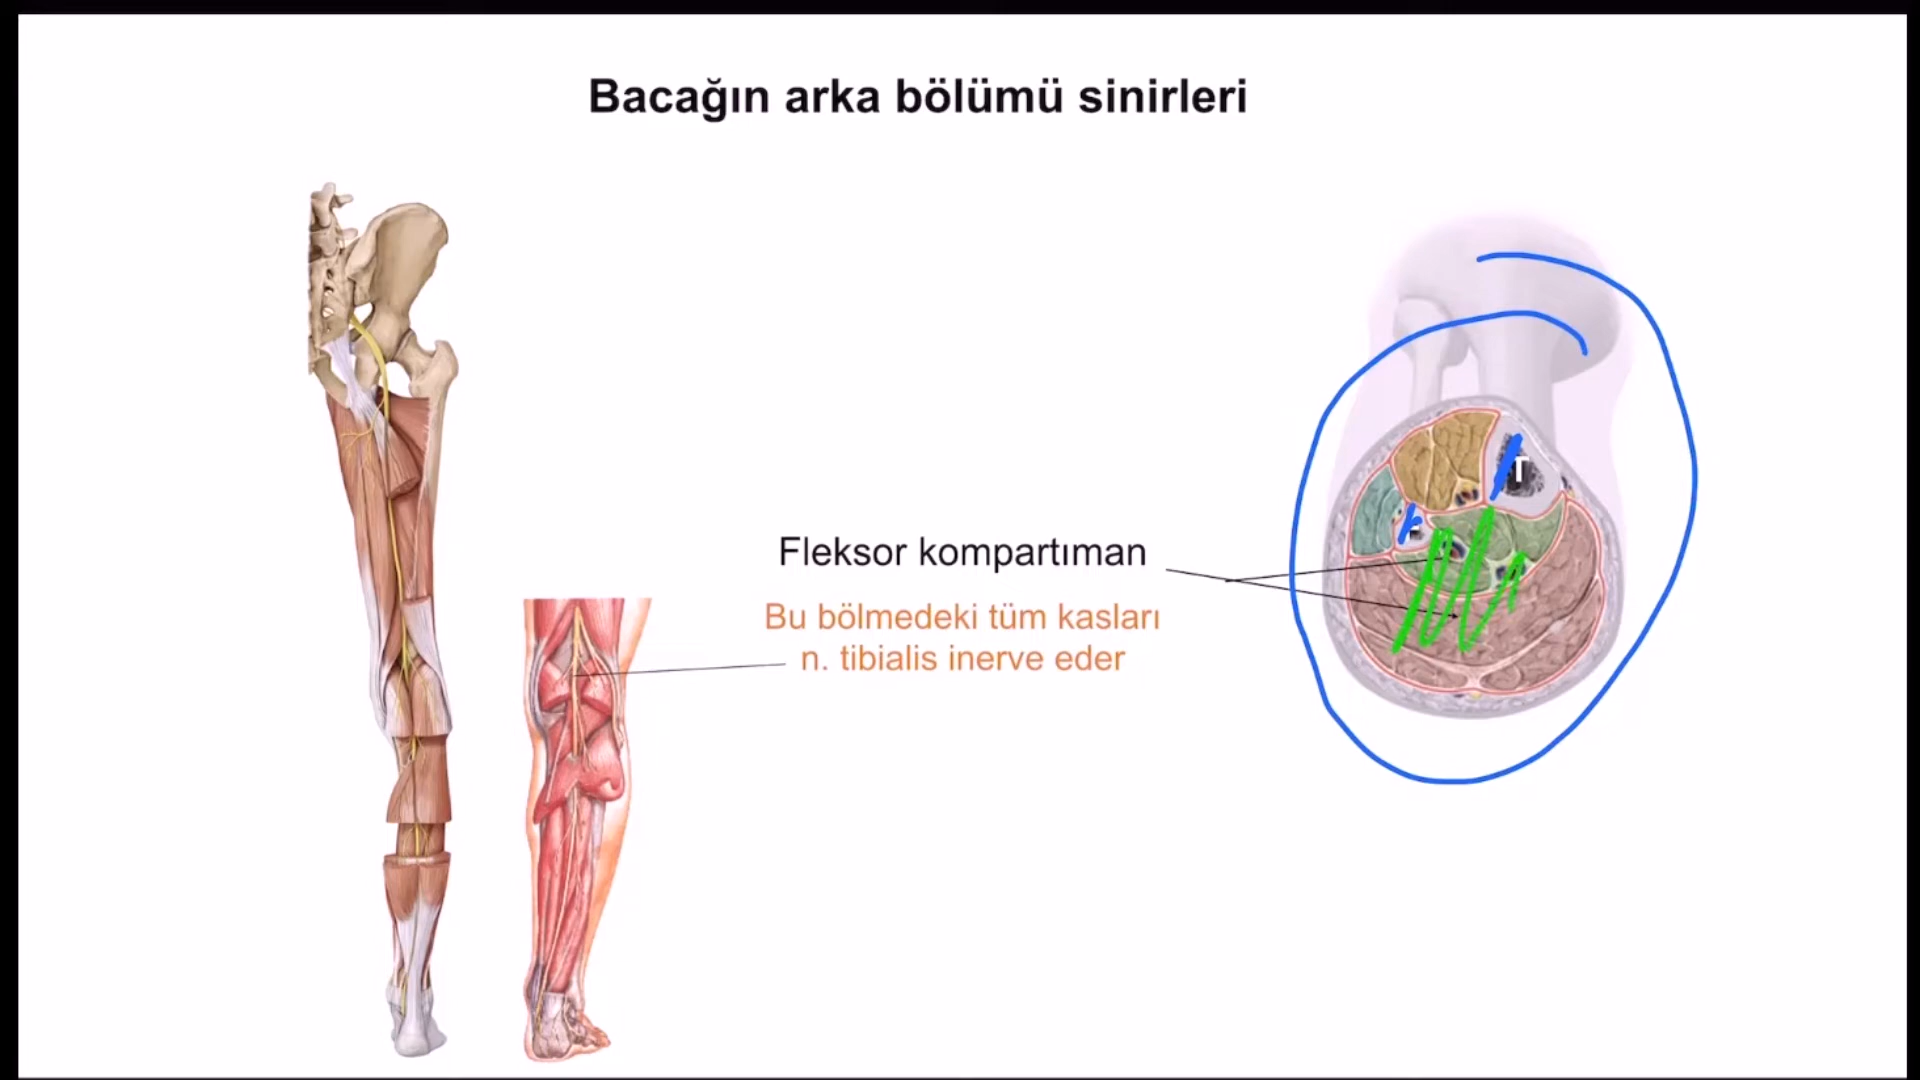 Bacağın arka bölümü sinirleri
T
F
Fleksor kompartıman
Bu bölmedeki tüm kasları
n. tibialis inerve eder